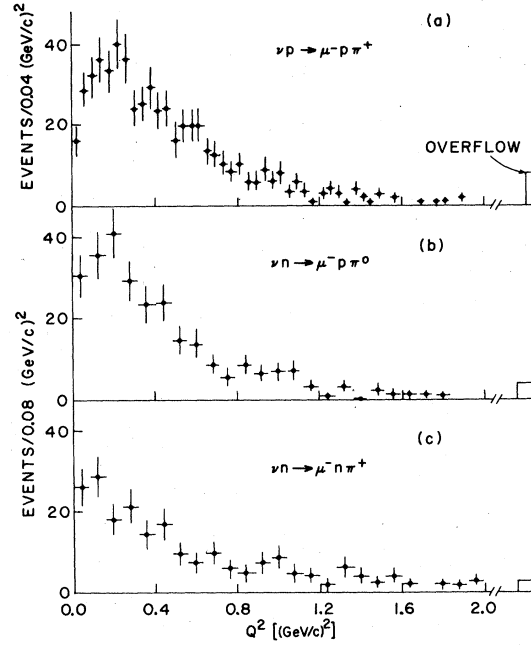 (a)
νp→μ⁻pπ⁺
EVENTS/0.04 (GeV/c)²
40
20
0
OVERFLOW
(b)
νn→μ⁻pπ⁰
40
20
0
EVENTS/0.08 (GeV/c)²
(c)
νn→μ⁻nπ⁺
40
20
0
0.0 0.4 0.8 1.2 1.6 2.0
Q² [(GeV/c)²]